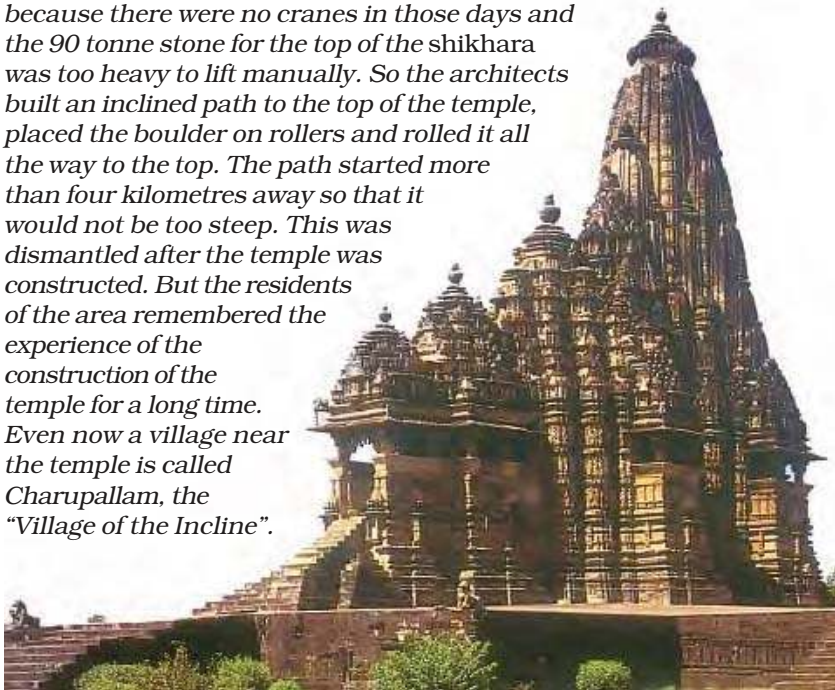 because there were no cranes in those days and
the 90 tonne stone for the top of the shikhara
was too heavy to lift manually. So the architects
built an inclined path to the top of the temple,
placed the boulder on rollers and rolled it all
the way to the top. The path started more
than four kilometres away so that it
would not be too steep. This was
dismantled after the temple was
constructed. But the residents
of the area remembered the
experience of the
construction of the
temple for a long time.
Even now a village near
the temple is called
Charupallam, the
“Village of the Incline”.